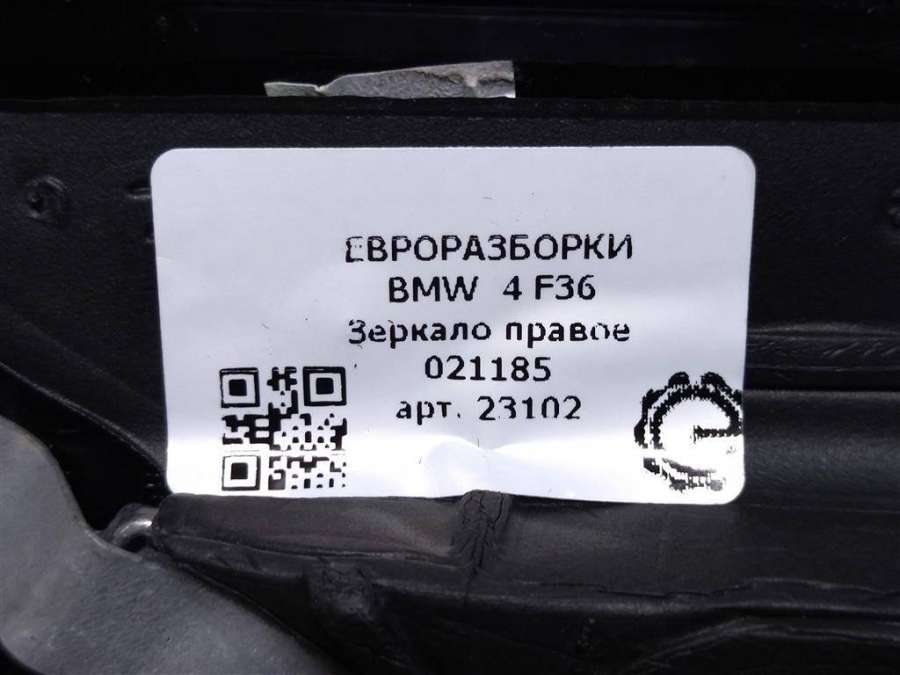 ЕВРОРАЗБОРКИ
BMW 4 F36
Зеркало правое
021185
арт. 23102